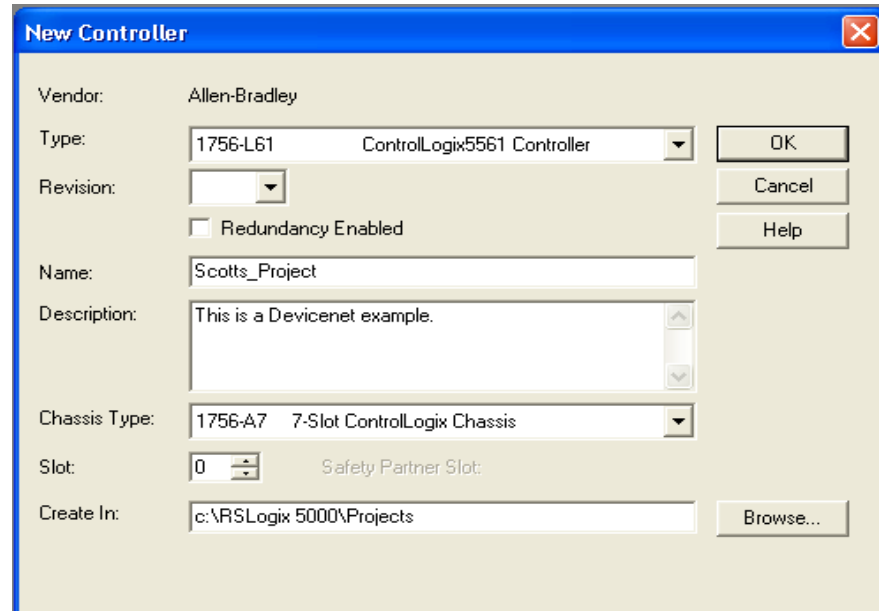 New Controller
Vendor: Allen-Bradley
Type: 1756-L61 ControlLogix5561 Controller OK
Revision: Cancel
Redundancy Enabled Help
Name: Scotts_Project
Description: This is a Devicenet example.
Chassis Type: 1756-A7 7-Slot ControlLogix Chassis
Slot: 0 Safety Partner Slot:
Create In: c:\RSLogix 5000\Projects Browse...